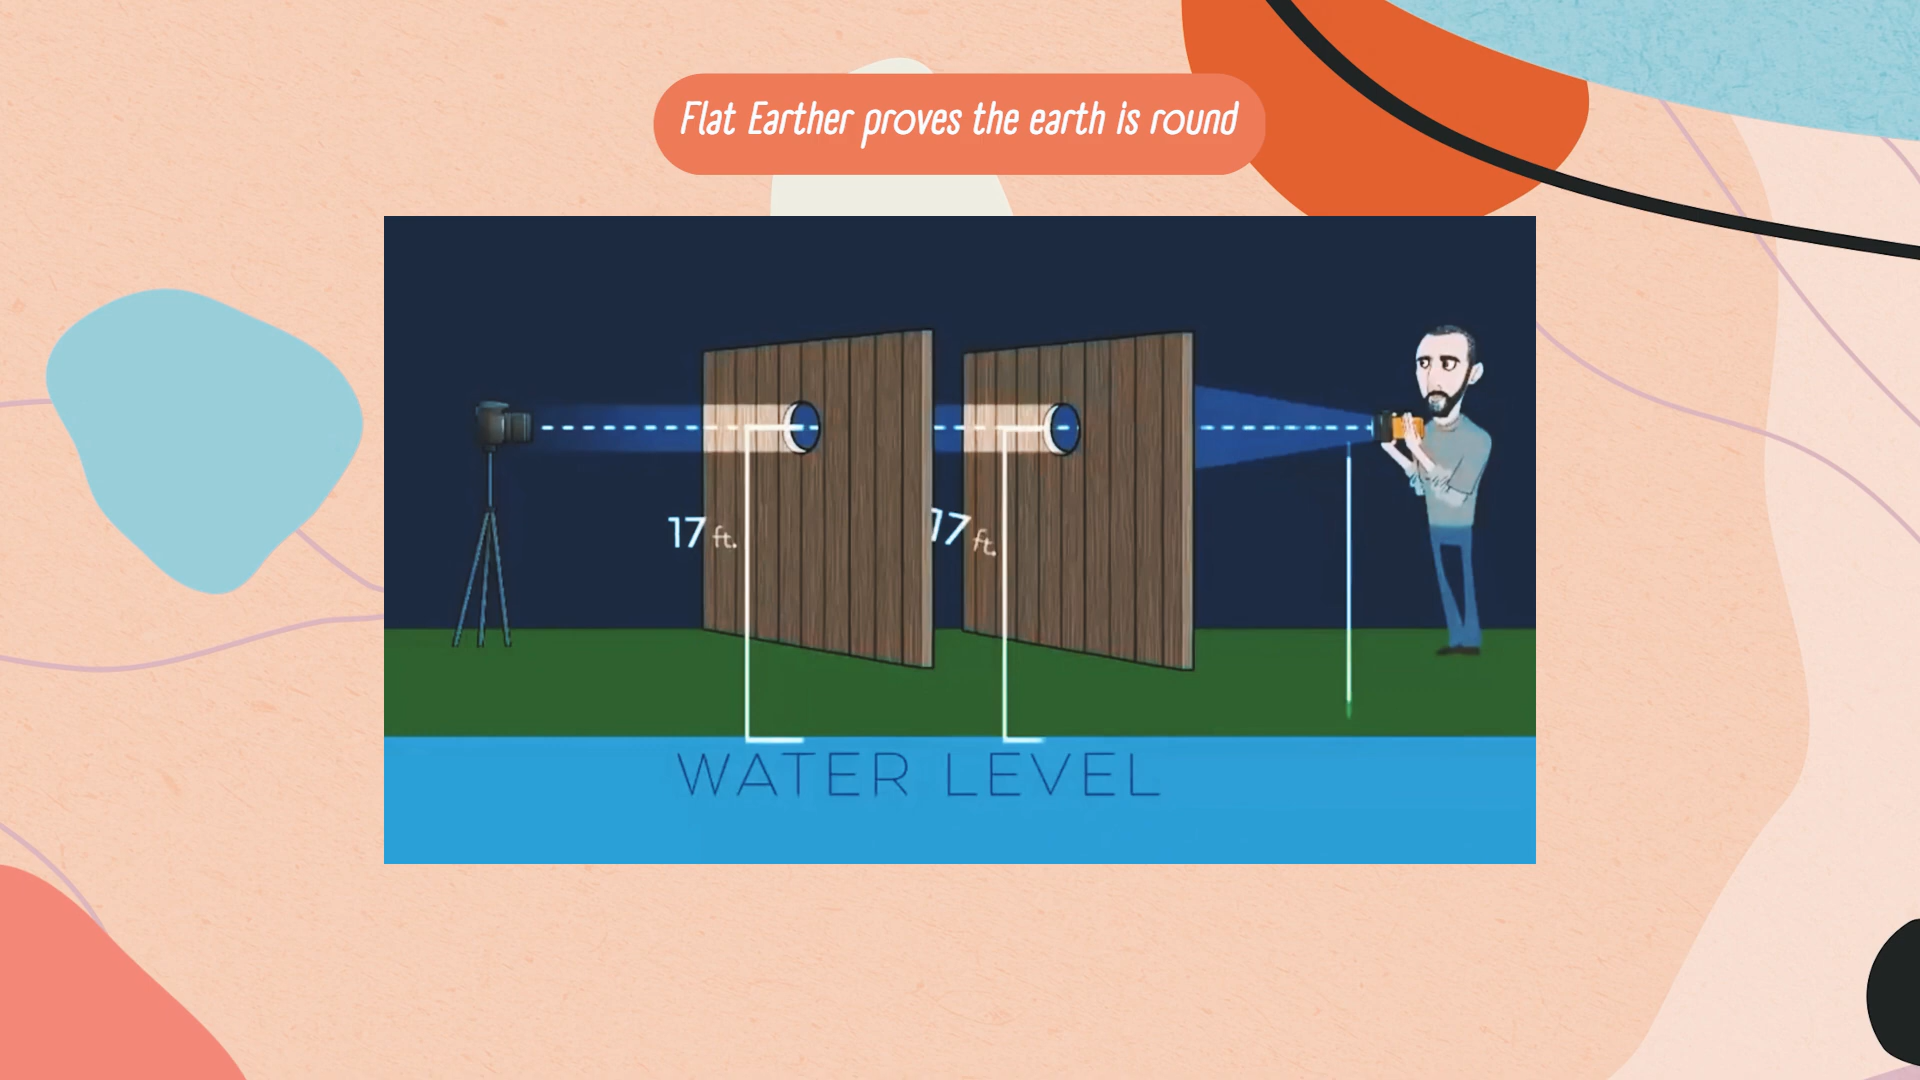 Flat Earther proves the earth is round
17 ft.
17 ft.
WATER LEVEL